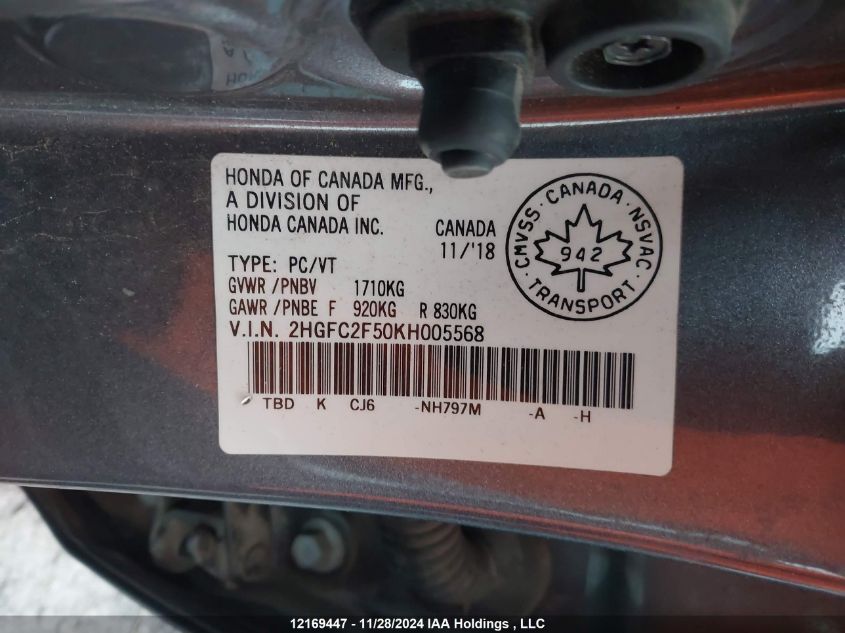 HONDA OF CANADA MFG.,
A DIVISION OF
HONDA CANADA INC. CANADA
11/'18
TYPE: PC/VT
GVWR /PNBV 1710KG
GAWR /PNBE F 920KG R 830KG
V.I.N. 2HGFC2F50KH005568
TBD K CJ6 -NH797M -A -H
CMVSS · CANADA · NSVAC
942
TRANSPORT
12169447 - 11/28/2024 IAA Holdings , LLC